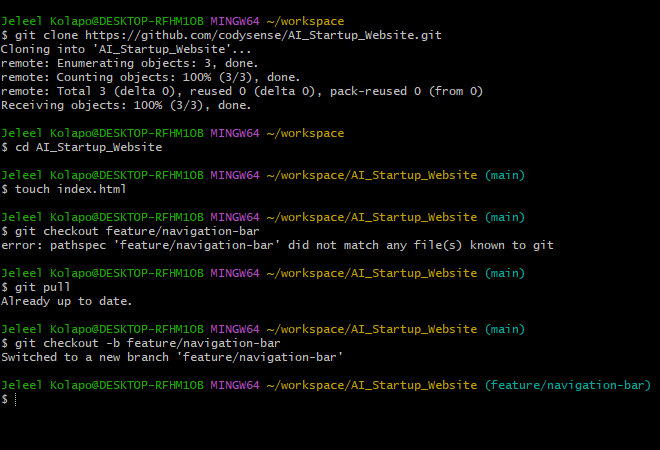 Jeleel Kolapo@DESKTOP-RFHM1OB MINGW64 ~/workspace
$ git clone https://github.com/codysense/AI_Startup_Website.git
Cloning into 'AI_Startup_Website'...
remote: Enumerating objects: 3, done.
remote: Counting objects: 100% (3/3), done.
remote: Total 3 (delta 0), reused 0 (delta 0), pack-reused 0 (from 0)
Receiving objects: 100% (3/3), done.
Jeleel Kolapo@DESKTOP-RFHM1OB MINGW64 ~/workspace
$ cd AI_Startup_Website
Jeleel Kolapo@DESKTOP-RFHM1OB MINGW64 ~/workspace/AI_Startup_Website (main)
$ touch index.html
Jeleel Kolapo@DESKTOP-RFHM1OB MINGW64 ~/workspace/AI_Startup_Website (main)
$ git checkout feature/navigation-bar
error: pathspec 'feature/navigation-bar' did not match any file(s) known to git
Jeleel Kolapo@DESKTOP-RFHM1OB MINGW64 ~/workspace/AI_Startup_Website (main)
$ git pull
Already up to date.
Jeleel Kolapo@DESKTOP-RFHM1OB MINGW64 ~/workspace/AI_Startup_Website (main)
$ git checkout -b feature/navigation-bar
Switched to a new branch 'feature/navigation-bar'
Jeleel Kolapo@DESKTOP-RFHM1OB MINGW64 ~/workspace/AI_Startup_Website (feature/navigation-bar)
$